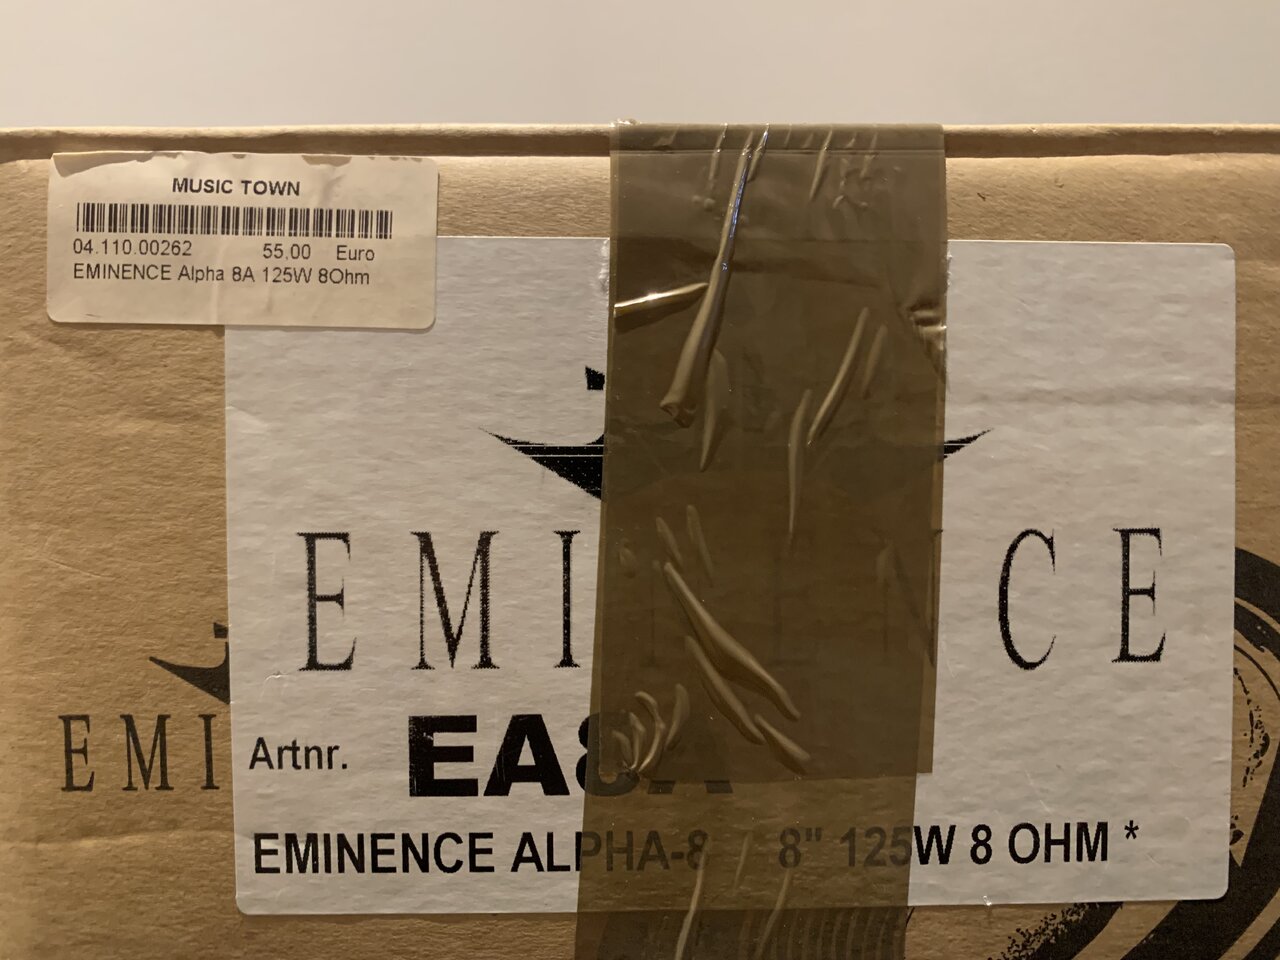 MUSIC TOWN
04.110.00262 55,00 Euro
EMINENCE Alpha 8A 125W 8Ohm
EMINENCE
EMI
Artnr. EA8A
EMINENCE ALPHA-8 8" 125W 8 OHM *